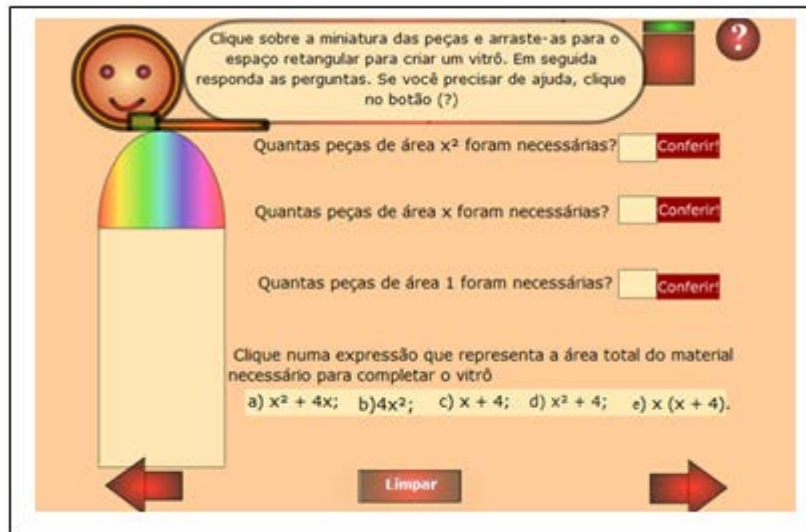 Clique sobre a miniatura das peças e arraste-as para o
espaço retangular para criar um vitrô. Em seguida
responda as perguntas. Se você precisar de ajuda, clique
no botão (?)
?
Quantas peças de área x² foram necessárias? Conferir!
Quantas peças de área x foram necessárias? Conferir!
Quantas peças de área 1 foram necessárias? Conferir!
Clique numa expressão que representa a área total do material
necessário para completar o vitrô
a) x² + 4x; b)4x²; c) x + 4; d) x² + 4; e) x (x + 4).
Limpar